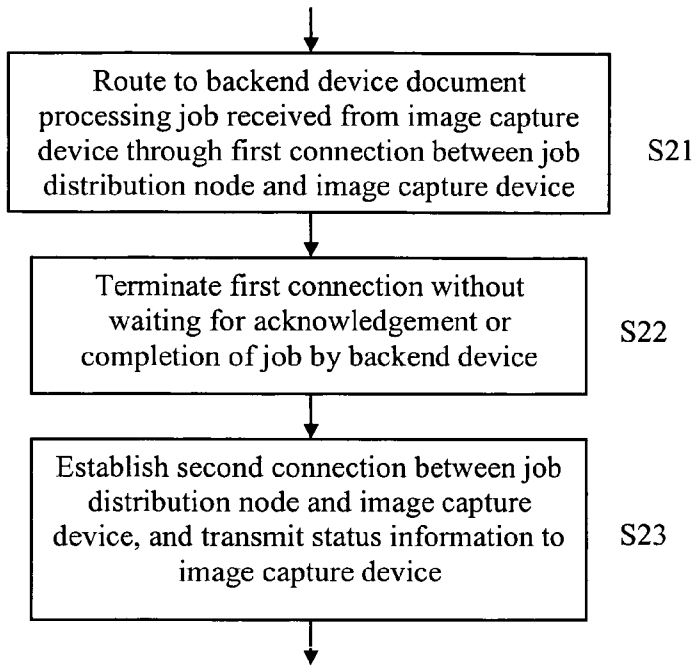 Route to backend device document
processing job received from image capture
device through first connection between job
distribution node and image capture device
S21
Terminate first connection without
waiting for acknowledgement or
completion of job by backend device
S22
Establish second connection between job
distribution node and image capture
device, and transmit status information to
image capture device
S23